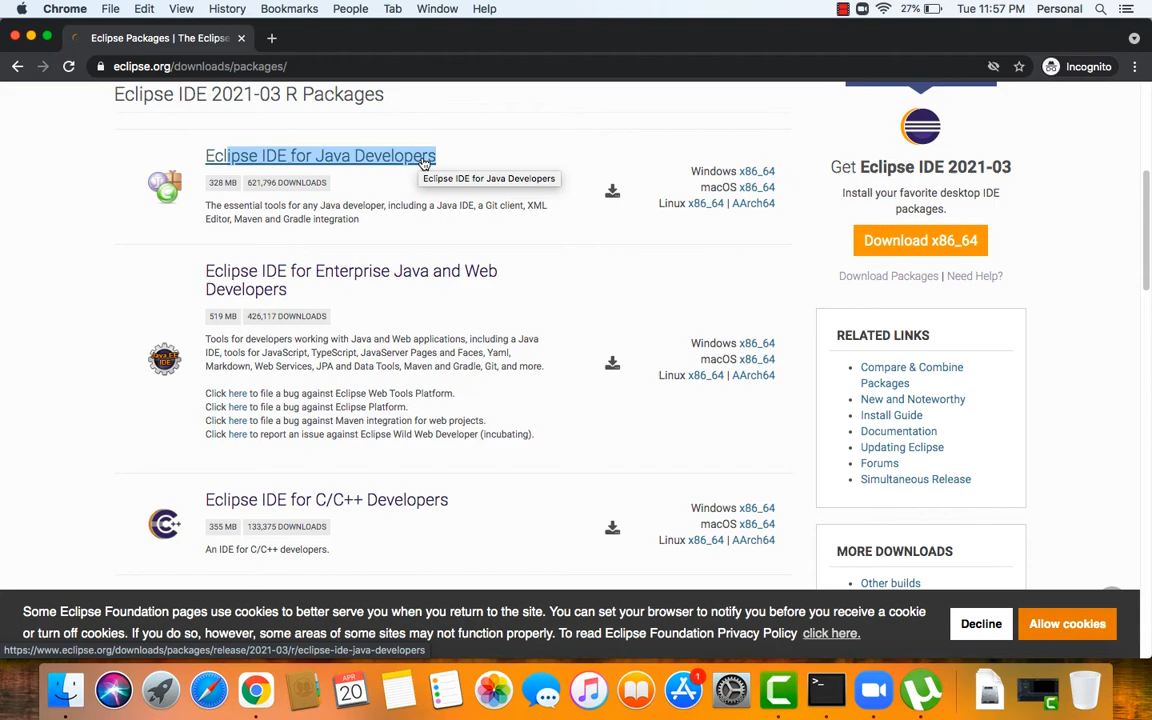 Chrome File Edit View History Bookmarks People Tab Window Help 27% Tue 11:57 PM Personal
Eclipse Packages | The Eclipse
eclipse.org/downloads/packages/ Incognito
Eclipse IDE 2021-03 R Packages
Eclipse IDE for Java Developers
328 MB 621,796 DOWNLOADS
Eclipse IDE for Java Developers
The essential tools for any Java developer, including a Java IDE, a Git client, XML
Editor, Maven and Gradle integration
Windows x86_64
macOS x86_64
Linux x86_64 | AArch64
Eclipse IDE for Enterprise Java and Web
Developers
519 MB 426,117 DOWNLOADS
Tools for developers working with Java and Web applications, including a Java
IDE, tools for JavaScript, TypeScript, JavaServer Pages and Faces, Yaml,
Markdown, Web Services, JPA and Data Tools, Maven and Gradle, Git, and more.
Click here to file a bug against Eclipse Web Tools Platform.
Click here to file a bug against Eclipse Platform.
Click here to file a bug against Maven integration for web projects.
Click here to report an issue against Eclipse Wild Web Developer (incubating).
Java EE
IDE
Windows x86_64
macOS x86_64
Linux x86_64 | AArch64
Eclipse IDE for C/C++ Developers
355 MB 133,375 DOWNLOADS
An IDE for C/C++ developers.
C++
Windows x86_64
macOS x86_64
Linux x86_64 | AArch64
Get Eclipse IDE 2021-03
Install your favorite desktop IDE
packages.
Download x86_64
Download Packages | Need Help?
RELATED LINKS
Compare & Combine
Packages
New and Noteworthy
Install Guide
Documentation
Updating Eclipse
Forums
Simultaneous Release
MORE DOWNLOADS
Other builds
Some Eclipse Foundation pages use cookies to better serve you when you return to the site. You can set your browser to notify you before you receive a cookie
or turn off cookies. If you do so, however, some areas of some sites may not function properly. To read Eclipse Foundation Privacy Policy click here.
Decline
Allow cookies
https://www.eclipse.org/downloads/packages/release/2021-03/r/eclipse-ide-java-developers
APR
20
1